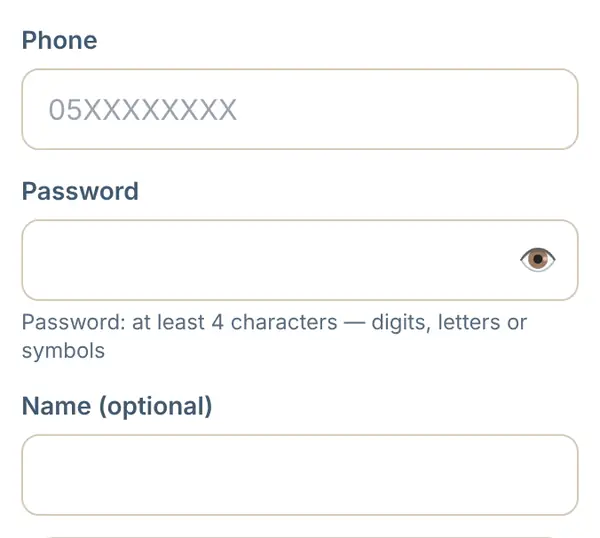 Phone
05XXXXXXXX
Password
Password: at least 4 characters — digits, letters or
symbols
Name (optional)